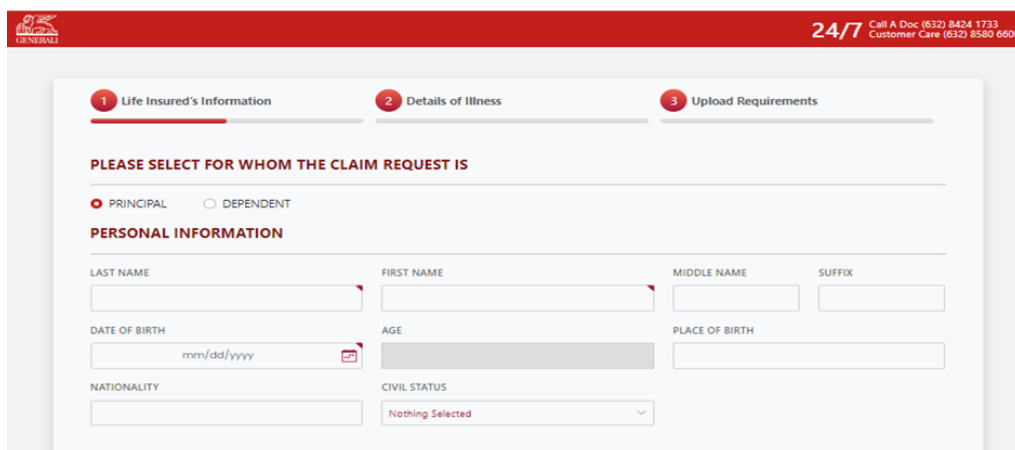 GENERALI
24/7 Call A Doc (632) 8424 1733
Customer Care (632) 8580 660
1 Life Insured's Information 2 Details of Illness 3 Upload Requirements
PLEASE SELECT FOR WHOM THE CLAIM REQUEST IS
PRINCIPAL DEPENDENT
PERSONAL INFORMATION
LAST NAME FIRST NAME MIDDLE NAME SUFFIX
DATE OF BIRTH AGE PLACE OF BIRTH
mm/dd/yyyy
NATIONALITY CIVIL STATUS
Nothing Selected